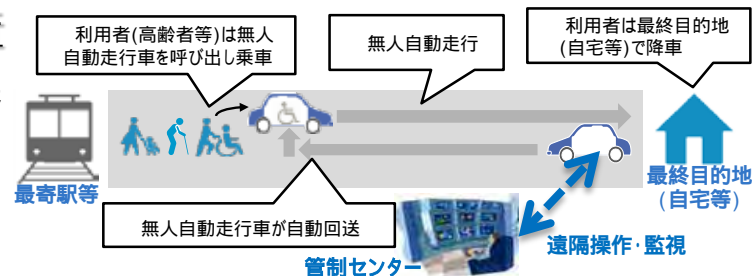 利用者(高齢者等)は無人
自動走行車を呼び出し乗車
無人自動走行
利用者は最終目的地
(自宅等)で降車
最寄駅等
最終目的地
(自宅等)
無人自動走行車が自動回送
遠隔操作・監視
管制センター